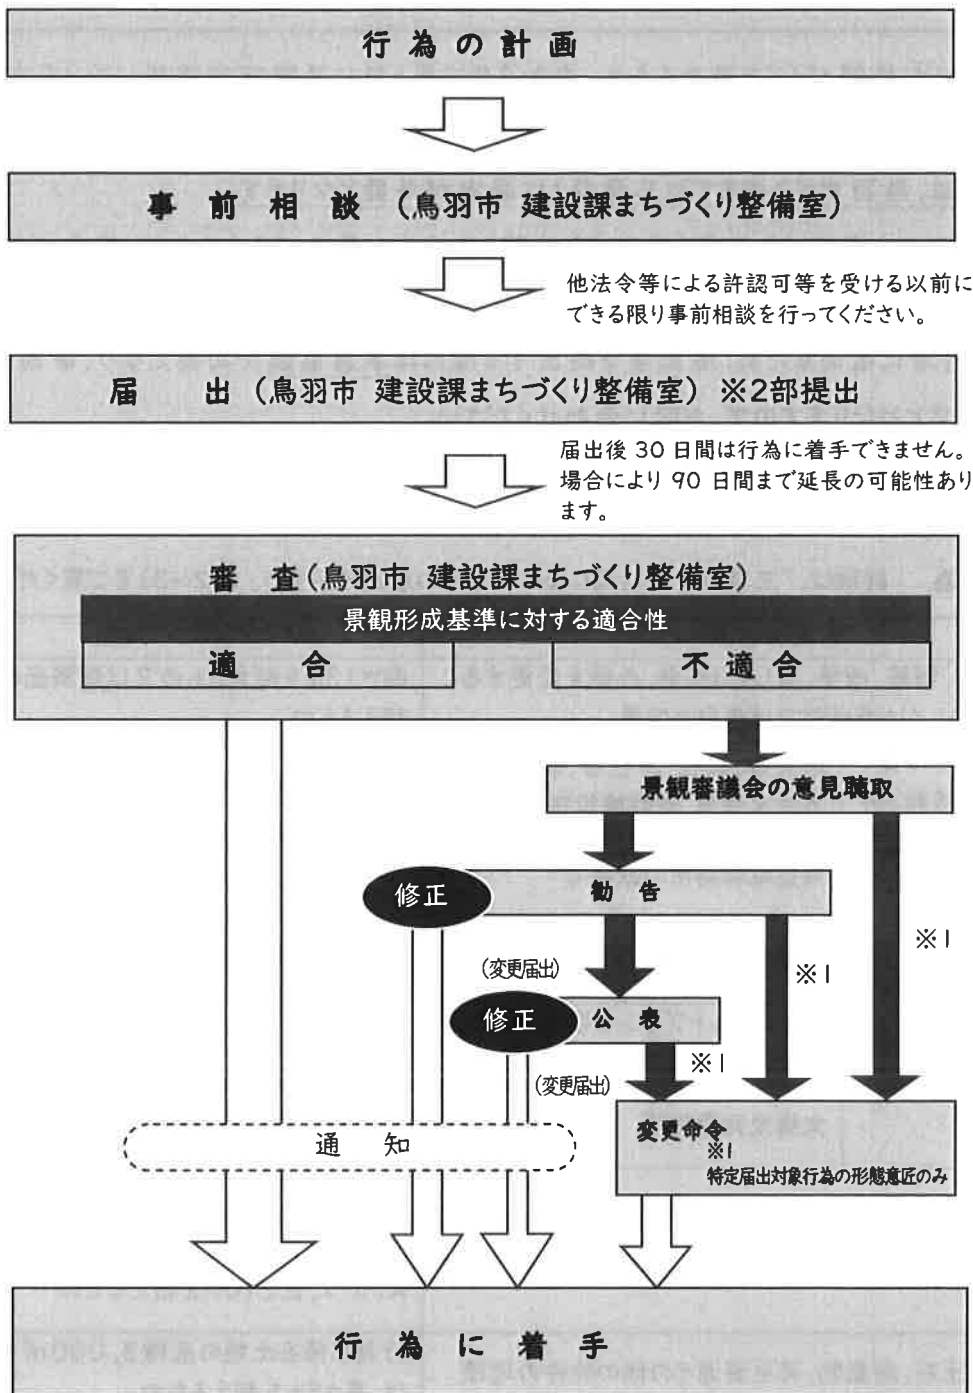 行為の計画
事前相談（鳥羽市 建設課まちづくり整備室）
他法令等による許認可等を受ける以前に
できる限り事前相談を行ってください。
届　出（鳥羽市 建設課まちづくり整備室）※2部提出
届出後 30 日間は行為に着手できません。
場合により 90 日間まで延長の可能性あり
ます。
審　査（鳥羽市 建設課まちづくり整備室）
景観形成基準に対する適合性
適　合
不適合
景観審議会の意見聴取
修正
勧　告
※1
※1
（変更届出）
修正
公　表
※1
（変更届出）
通　知
変更命令
※1
特定届出対象行為の形態意匠のみ
行為に着手